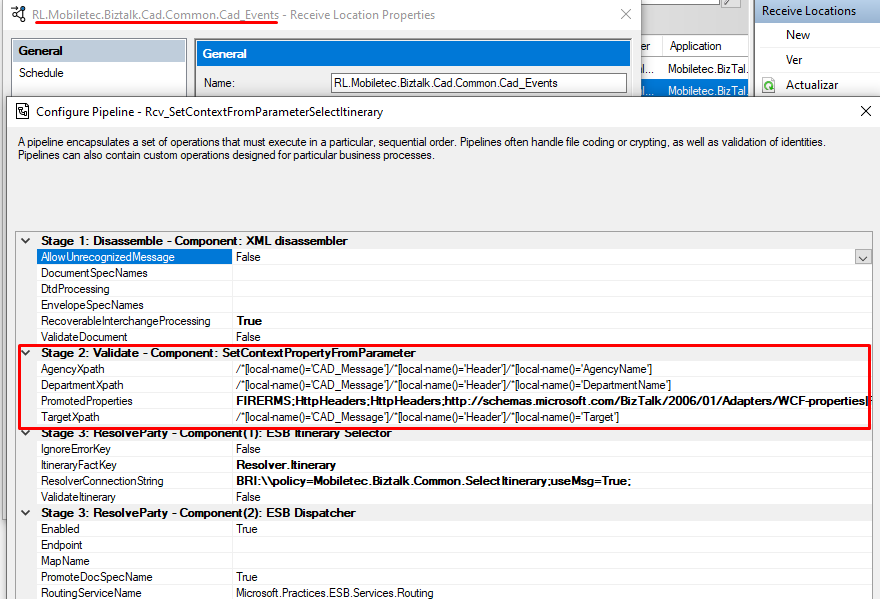 RL.Mobiletec.Biztalk.Cad.Common.Cad_Events - Receive Location Properties
Receive Locations
General
Schedule
General
Name: RL.Mobiletec.Biztalk.Cad.Common.Cad_Events
Application
Mobiletec.BizTal
Mobiletec.BizTal
New
Ver
Actualizar
Configure Pipeline - Rcv_SetContextFromParameterSelectItinerary
A pipeline encapsulates a set of operations that must execute in a particular, sequential order. Pipelines often handle file coding or crypting, as well as validation of identities.
Pipelines can also contain custom operations designed for particular business processes.
Stage 1: Disassemble - Component: XML disassembler
AllowUnrecognizedMessage False
DocumentSpecNames
DtdProcessing
EnvelopeSpecNames
RecoverableInterchangeProcessing True
ValidateDocument False
Stage 2: Validate - Component: SetContextPropertyFromParameter
AgencyXpath /*[local-name()='CAD_Message']/*[local-name()='Header']/*[local-name()='AgencyName']
DepartmentXpath /*[local-name()='CAD_Message']/*[local-name()='Header']/*[local-name()='DepartmentName']
PromotedProperties FIRERMS;HttpHeaders;HttpHeaders;http://schemas.microsoft.com/BizTalk/2006/01/Adapters/WCF-properties
TargetXpath /*[local-name()='CAD_Message']/*[local-name()='Header']/*[local-name()='Target']
Stage 3: ResolveParty - Component(1): ESB Itinerary Selector
IgnoreErrorKey False
ItineraryFactKey Resolver.Itinerary
ResolverConnectionString BRI:\\policy=Mobiletec.Biztalk.Common.SelectItinerary;useMsg=True;
ValidateItinerary False
Stage 3: ResolveParty - Component(2): ESB Dispatcher
Enabled True
Endpoint
MapName
PromoteDocSpecName True
RoutingServiceName Microsoft.Practices.ESB.Services.Routing